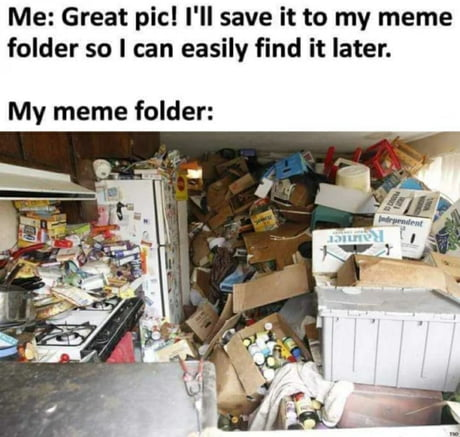 Me: Great pic! I'll save it to my meme
folder so I can easily find it later.
My meme folder:
Independent
Rainier